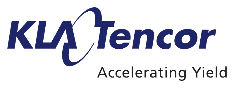 KLA Tencor
Accelerating Yield